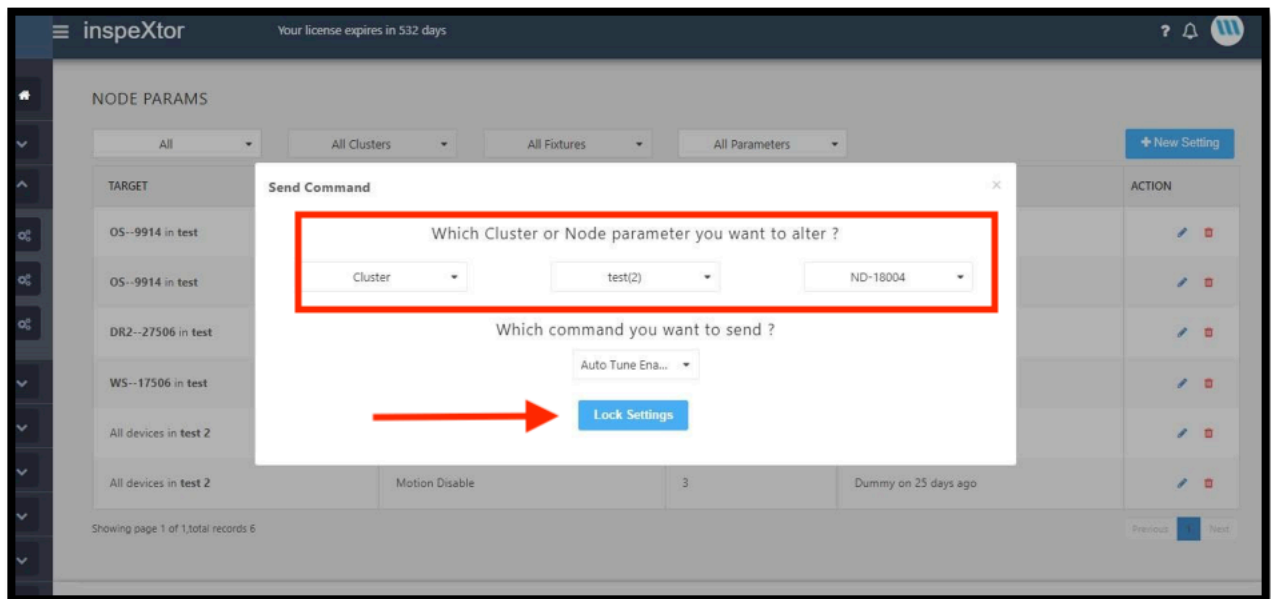 inspeXtor Your license expires in 532 days ?
NODE PARAMS
All All Clusters All Fixtures All Parameters + New Setting
TARGET ACTION
Send Command ×
Which Cluster or Node parameter you want to alter ?
Cluster test(2) ND-18004
Which command you want to send ?
Auto Tune Ena...
Lock Settings
OS--9914 in test
OS--9914 in test
DR2--27506 in test
WS--17506 in test
All devices in test 2
All devices in test 2 Motion Disable 3 Dummy on 25 days ago
Showing page 1 of 1,total records 6 Previous 1 Next